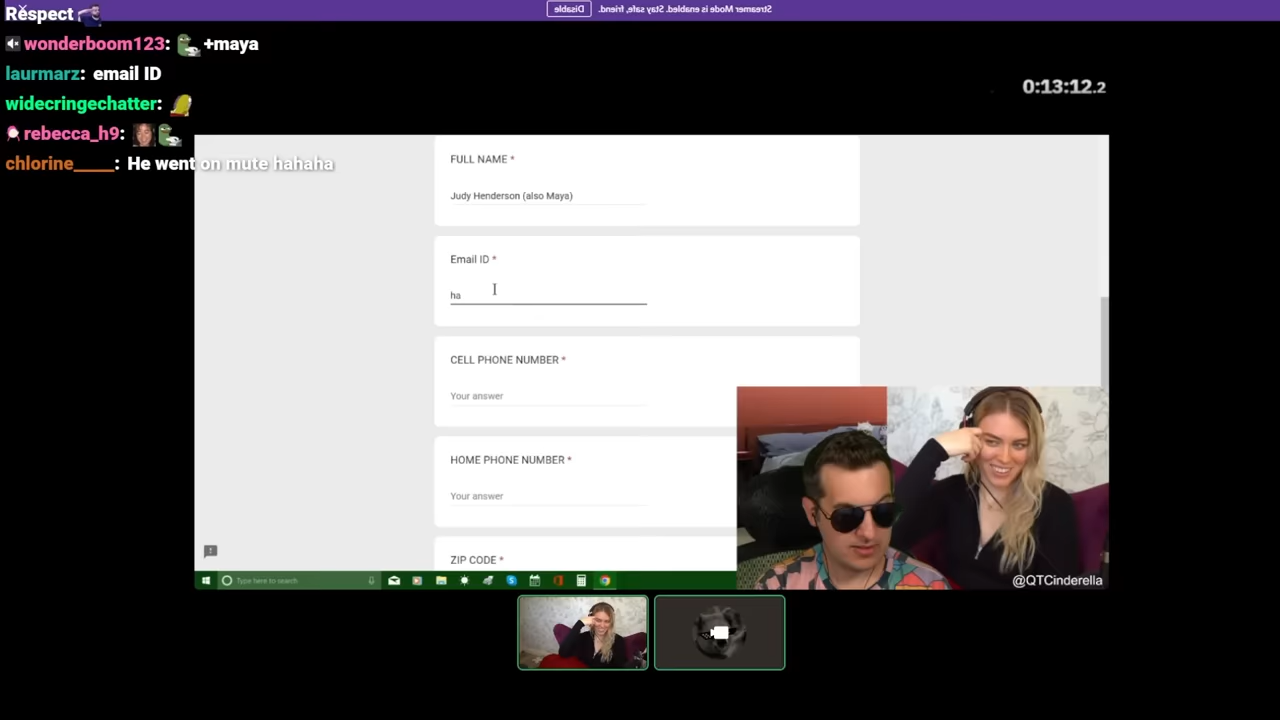 Respect
Streamer Mode is enabled. Stay safe, friend. Disable
wonderboom123: +maya
laurmarz: email ID
widecringechatter:
rebecca_h9:
chlorine_____: He went on mute hahaha
0:13:12.2
FULL NAME *
Judy Henderson (also Maya)
Email ID *
ha
CELL PHONE NUMBER *
Your answer
HOME PHONE NUMBER *
Your answer
ZIP CODE *
Type here to search
@QTCinderella